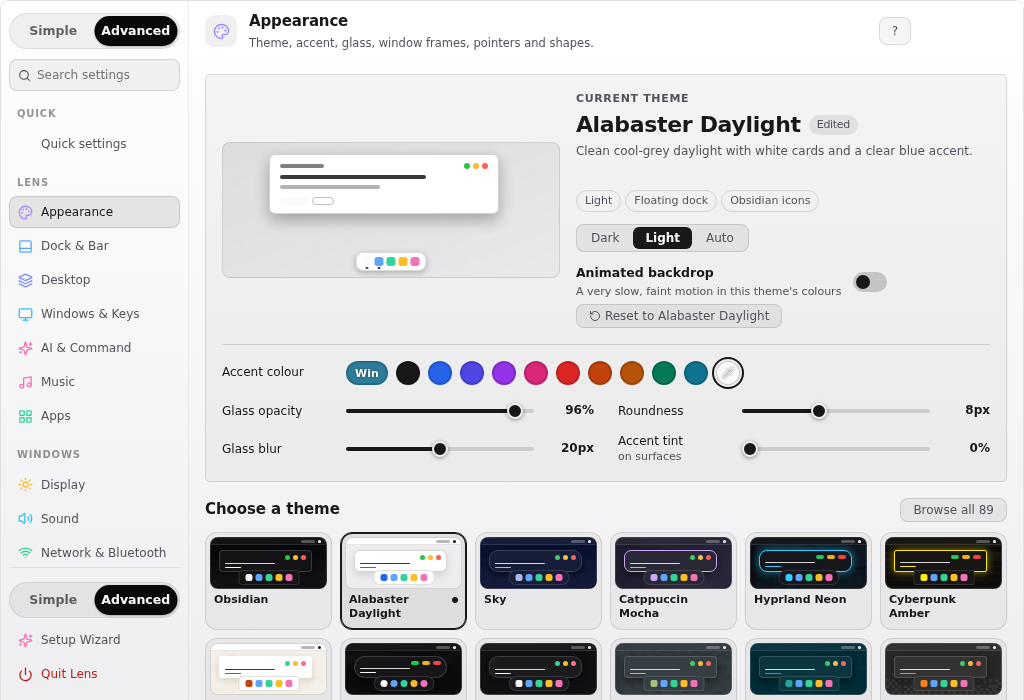 Simple
Advanced
Search settings
QUICK
Quick settings
LENS
Appearance
Dock & Bar
Desktop
Windows & Keys
AI & Command
Music
Apps
WINDOWS
Display
Sound
Network & Bluetooth
Simple
Advanced
Setup Wizard
Quit Lens
Appearance
Theme, accent, glass, window frames, pointers and shapes.
?
CURRENT THEME
Alabaster Daylight
Edited
Clean cool-grey daylight with white cards and a clear blue accent.
Light
Floating dock
Obsidian icons
Dark
Light
Auto
Animated backdrop
A very slow, faint motion in this theme's colours
Reset to Alabaster Daylight
Accent colour
Win
Glass opacity
96%
Roundness
8px
Glass blur
20px
Accent tint
on surfaces
0%
Choose a theme
Browse all 89
Obsidian
Alabaster
Daylight
Sky
Catppuccin
Mocha
Hyprland Neon
Cyberpunk
Amber